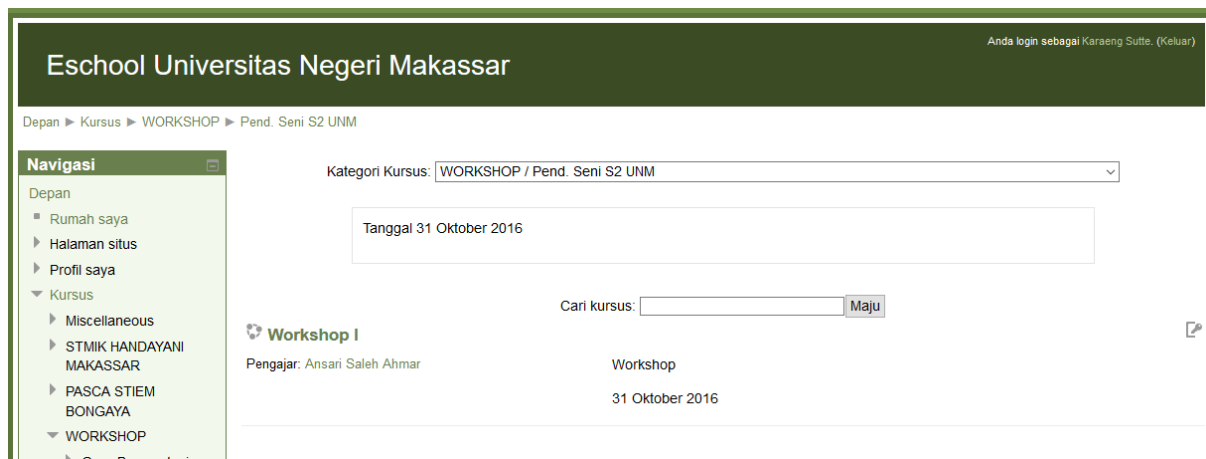 Anda login sebagai Karaeng Sutte. (Keluar)
Eschool Universitas Negeri Makassar
Depan ► Kursus ► WORKSHOP ► Pend. Seni S2 UNM
Navigasi
Depan
Rumah saya
Halaman situs
Profil saya
Kursus
Miscellaneous
STMIK HANDAYANI
MAKASSAR
PASCA STIEM
BONGAYA
WORKSHOP
Kategori Kursus: WORKSHOP / Pend. Seni S2 UNM
Tanggal 31 Oktober 2016
Cari kursus: Maju
Workshop I
Pengajar: Ansari Saleh Ahmar
Workshop
31 Oktober 2016